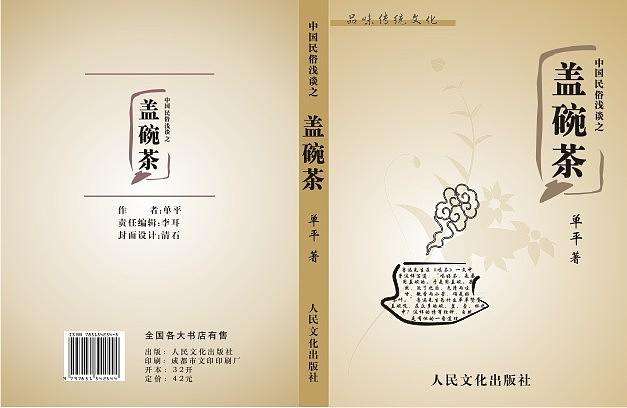 中国民俗浅谈之
盖碗茶
作者:单平
责任编辑:李耳
封面设计:清石
全国各大书店有售
出版:人民文化出版社
印刷:成都市文印印刷厂
开本:32开
定价:42元
中国民俗浅谈之
盖碗茶
单平 著
人民文化出版社
品味传统文化
中国民俗浅谈之
盖碗茶
单平 著
人民文化出版社